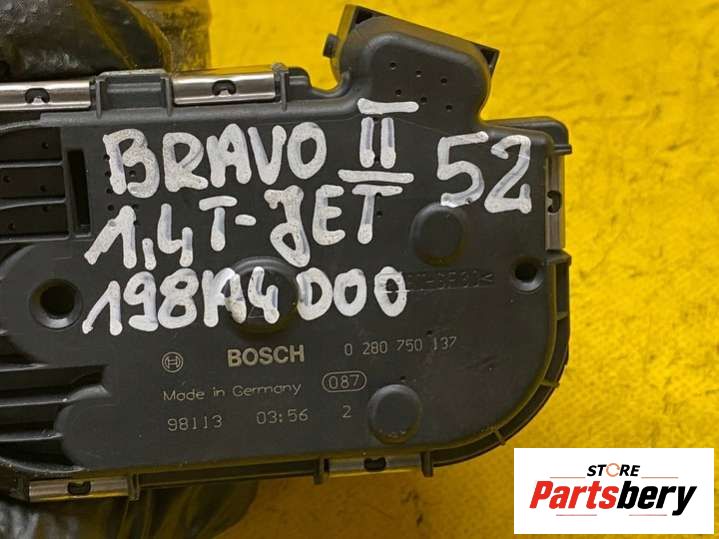 BRAVO II 52
1,4 T-JET
198A4000
BOSCH 0 280 750 137
Made in Germany 087
98113 03:56 2
STORE
Partsbery